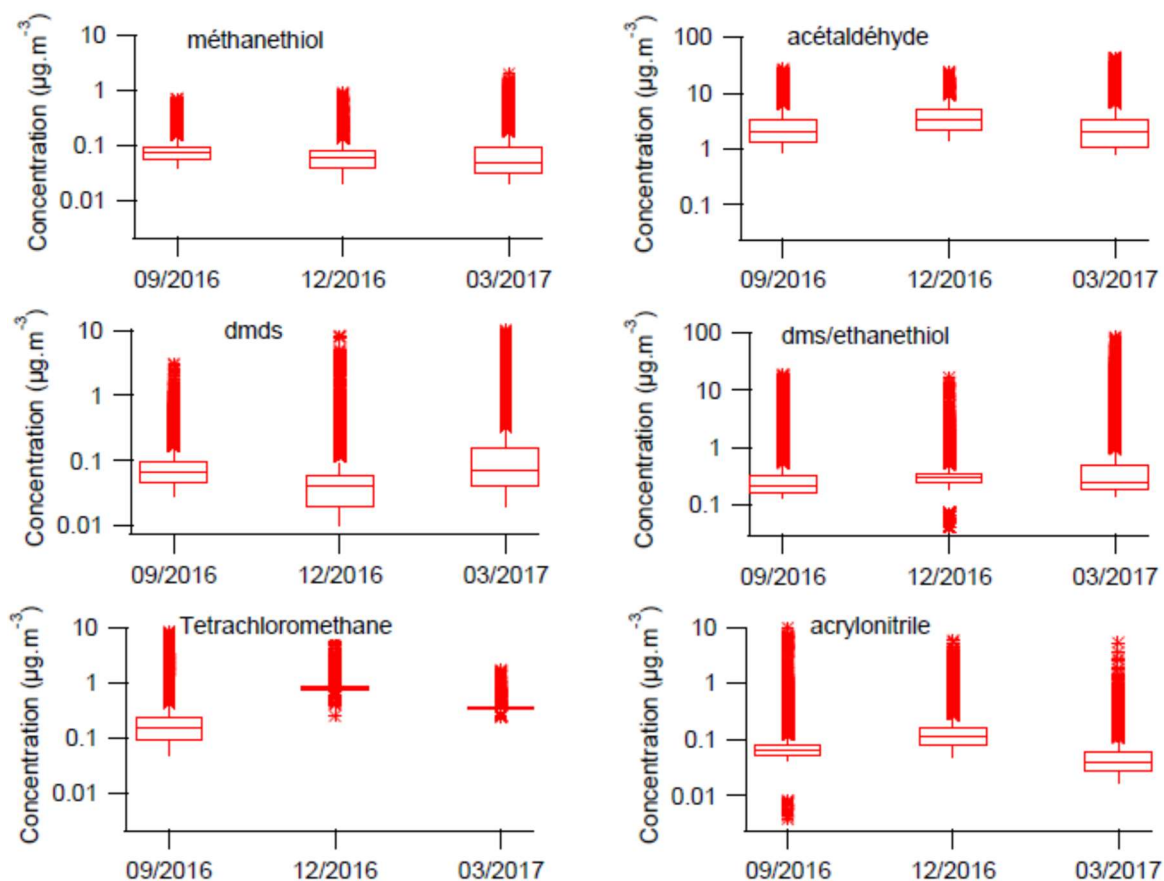 méthanethiol
Concentration (µg.m-3)
10
1
0.1
0.01
09/2016 12/2016 03/2017
acétaldéhyde
Concentration (µg.m-3)
100
10
1
0.1
09/2016 12/2016 03/2017
dmds
Concentration (µg.m-3)
10
1
0.1
0.01
09/2016 12/2016 03/2017
dms/ethanethiol
Concentration (µg.m-3)
100
10
1
0.1
09/2016 12/2016 03/2017
Tetrachloromethane
Concentration (µg.m-3)
10
1
0.1
0.01
09/2016 12/2016 03/2017
acrylonitrile
Concentration (µg.m-3)
10
1
0.1
0.01
09/2016 12/2016 03/2017